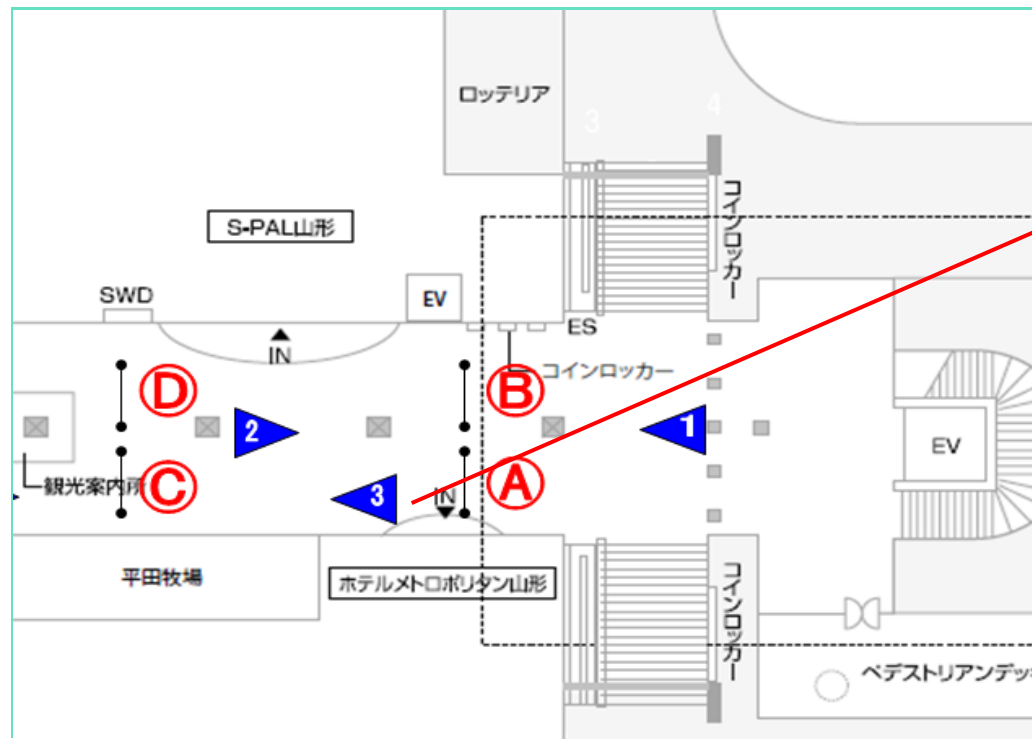 ロッテリア
3
4
コインロッカー
S-PAL山形
SWD
EV
ES
IN
コインロッカー
D
B
2
1
EV
観光案内所
C
3
IN
A
平田牧場
ホテルメトロポリタン山形
コインロッカー
ペデストリアンデッ